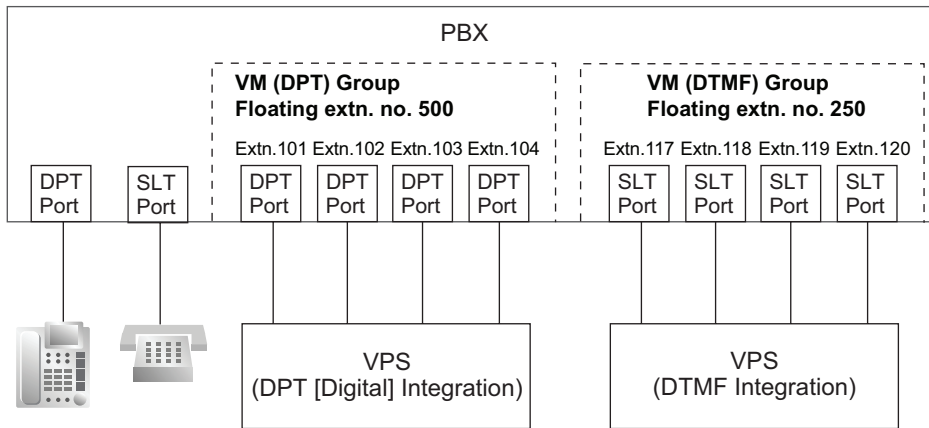 PBX
VM (DPT) Group
Floating extn. no. 500
VM (DTMF) Group
Floating extn. no. 250
Extn.101 Extn.102 Extn.103 Extn.104
Extn.117 Extn.118 Extn.119 Extn.120
DPT
Port
SLT
Port
DPT
Port
DPT
Port
DPT
Port
DPT
Port
SLT
Port
SLT
Port
SLT
Port
SLT
Port
VPS
(DPT [Digital] Integration)
VPS
(DTMF Integration)